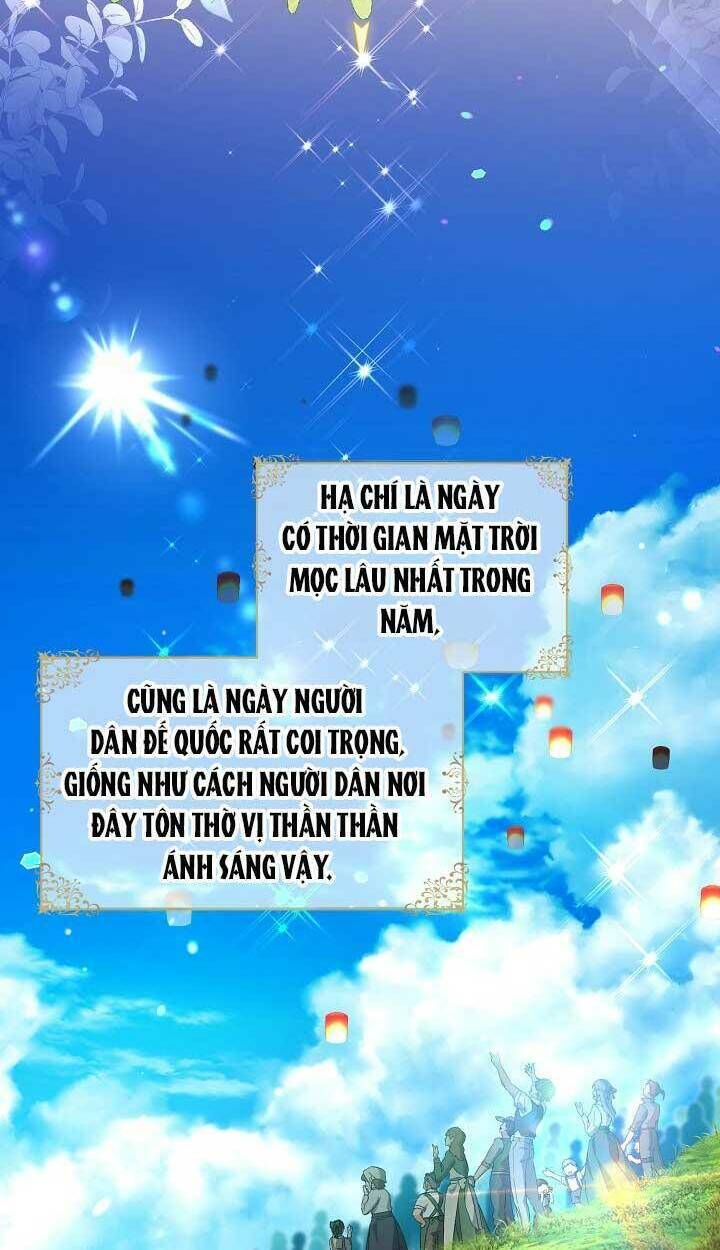 HẠ CHÍ LÀ NGÀY
CÓ THỜI GIAN MẶT TRỜI
MỌC LÂU NHẤT TRONG
NĂM,
CŨNG LÀ NGÀY NGƯỜI
DÂN ĐẾ QUỐC RẤT COI TRỌNG,
GIỐNG NHƯ CÁCH NGƯỜI DÂN NƠI
ĐÂY TÔN THỜ VỊ THẦN THẦN
ÁNH SÁNG VẬY.